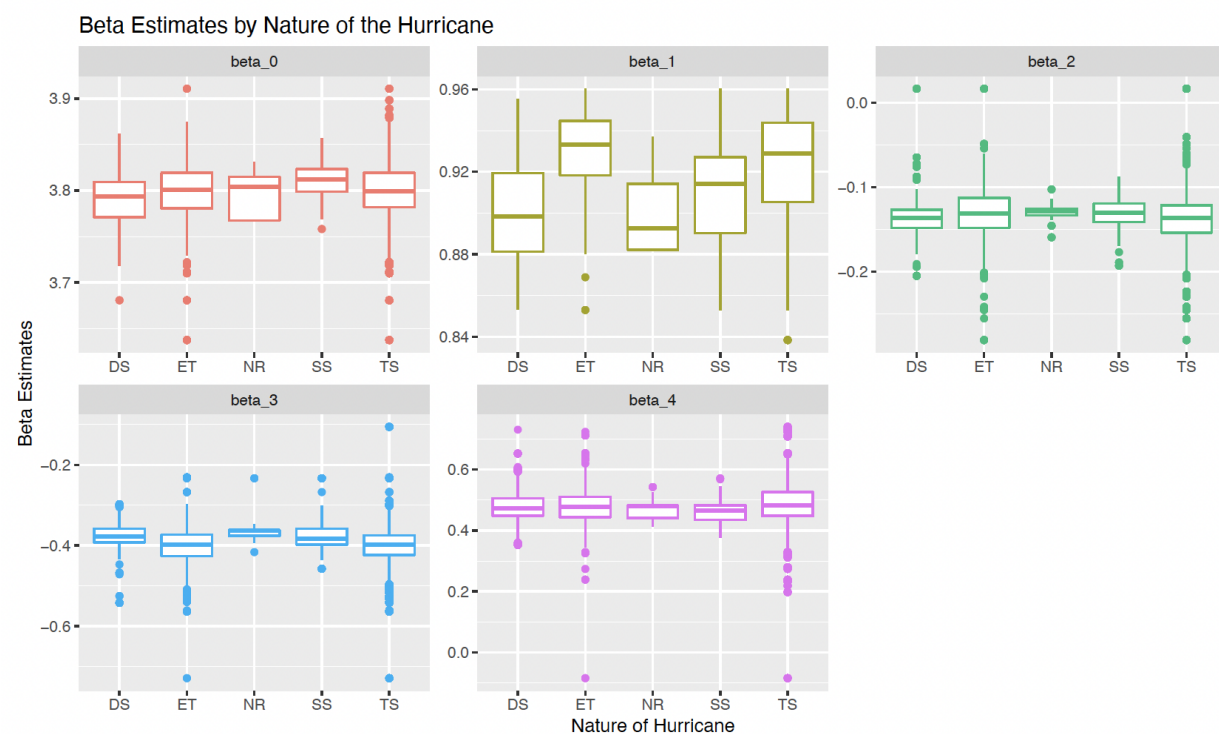 Beta Estimates by Nature of the Hurricane
beta_0
beta_1
beta_2
3.9
3.8
3.7
0.96
0.92
0.88
0.84
0.0
−0.1
−0.2
DS ET NR SS TS
DS ET NR SS TS
DS ET NR SS TS
Beta Estimates
beta_3
beta_4
−0.2
−0.4
−0.6
0.6
0.4
0.2
0.0
DS ET NR SS TS
DS ET NR SS TS
Nature of Hurricane